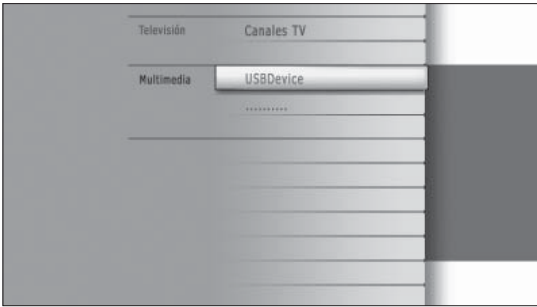 Televisión Canales TV
Multimedia USBDevice
..........